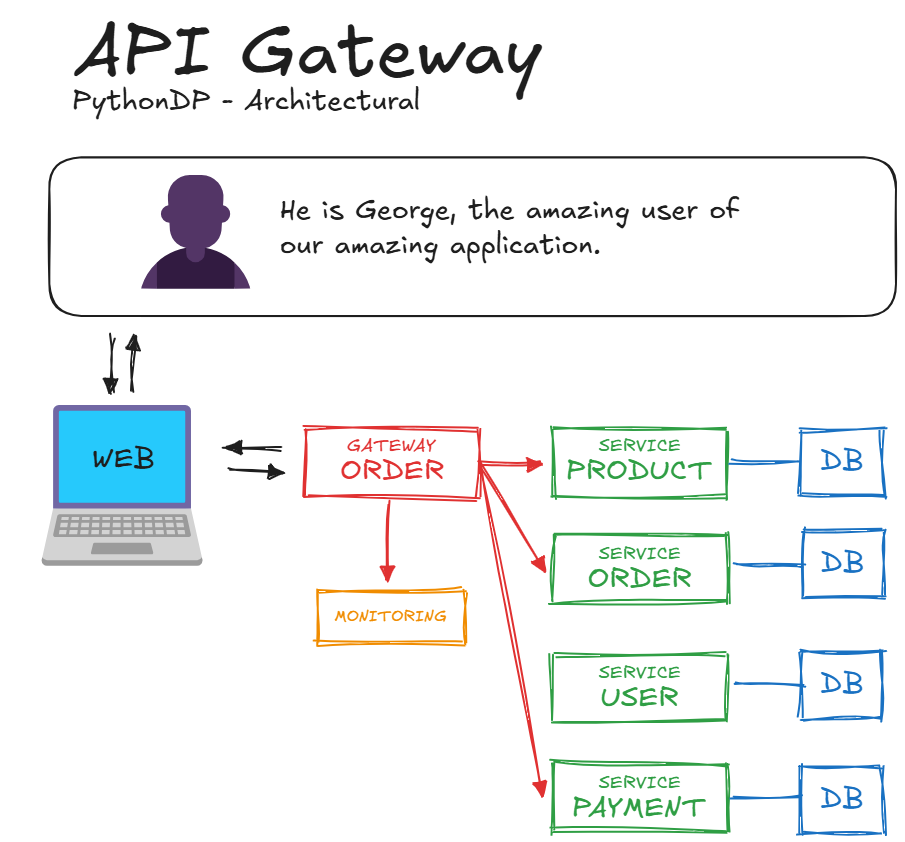 API Gateway
PythonDP - Architectural
He is George, the amazing user of
our amazing application.
WEB
GATEWAY
ORDER
MONITORING
SERVICE
PRODUCT
DB
SERVICE
ORDER
DB
SERVICE
USER
DB
SERVICE
PAYMENT
DB